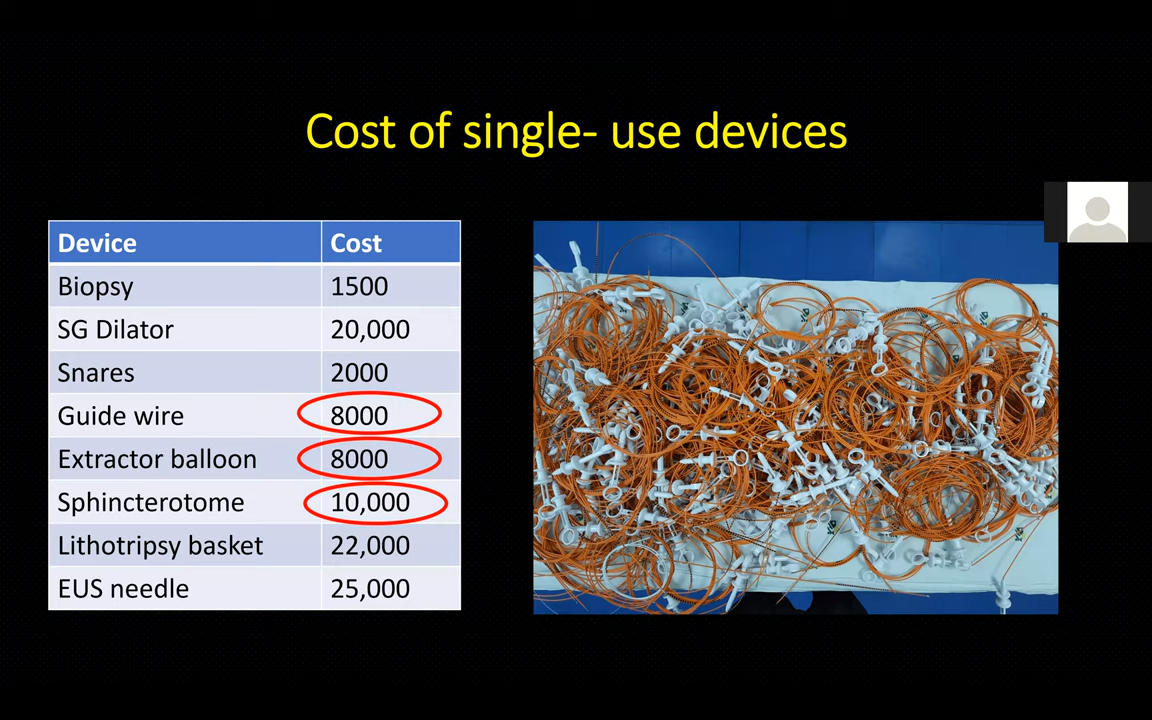 Cost of single- use devices
Device Cost
Biopsy 1500
SG Dilator 20,000
Snares 2000
Guide wire 8000
Extractor balloon 8000
Sphincterotome 10,000
Lithotripsy basket 22,000
EUS needle 25,000